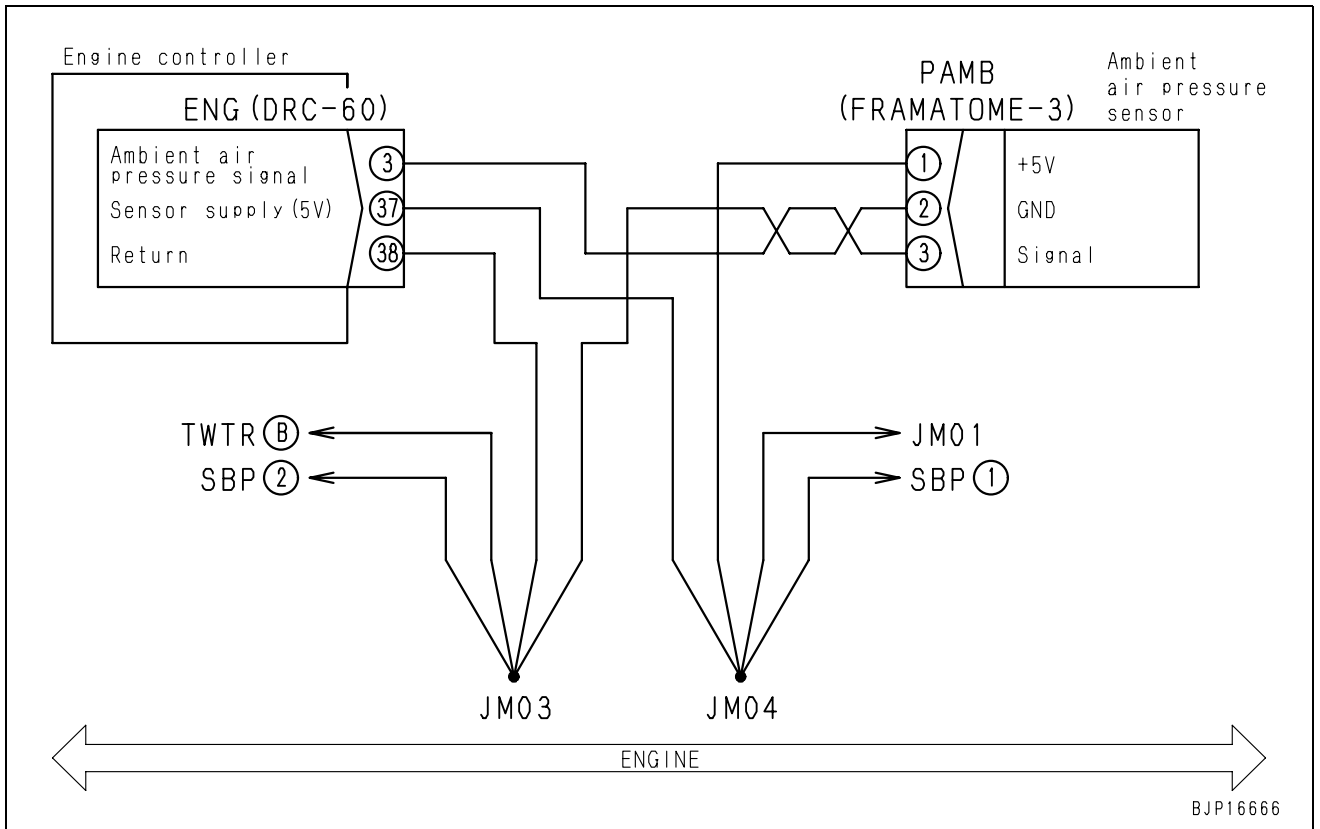 Engine controller
ENG (DRC-60)
Ambient air
pressure signal
Sensor supply (5V)
Return
3
37
38
PAMB
(FRAMATOME-3)
Ambient
air pressure
sensor
1
2
3
+5V
GND
Signal
TWTR B
SBP 2
JM01
SBP 1
JM03
JM04
ENGINE
BJP16666